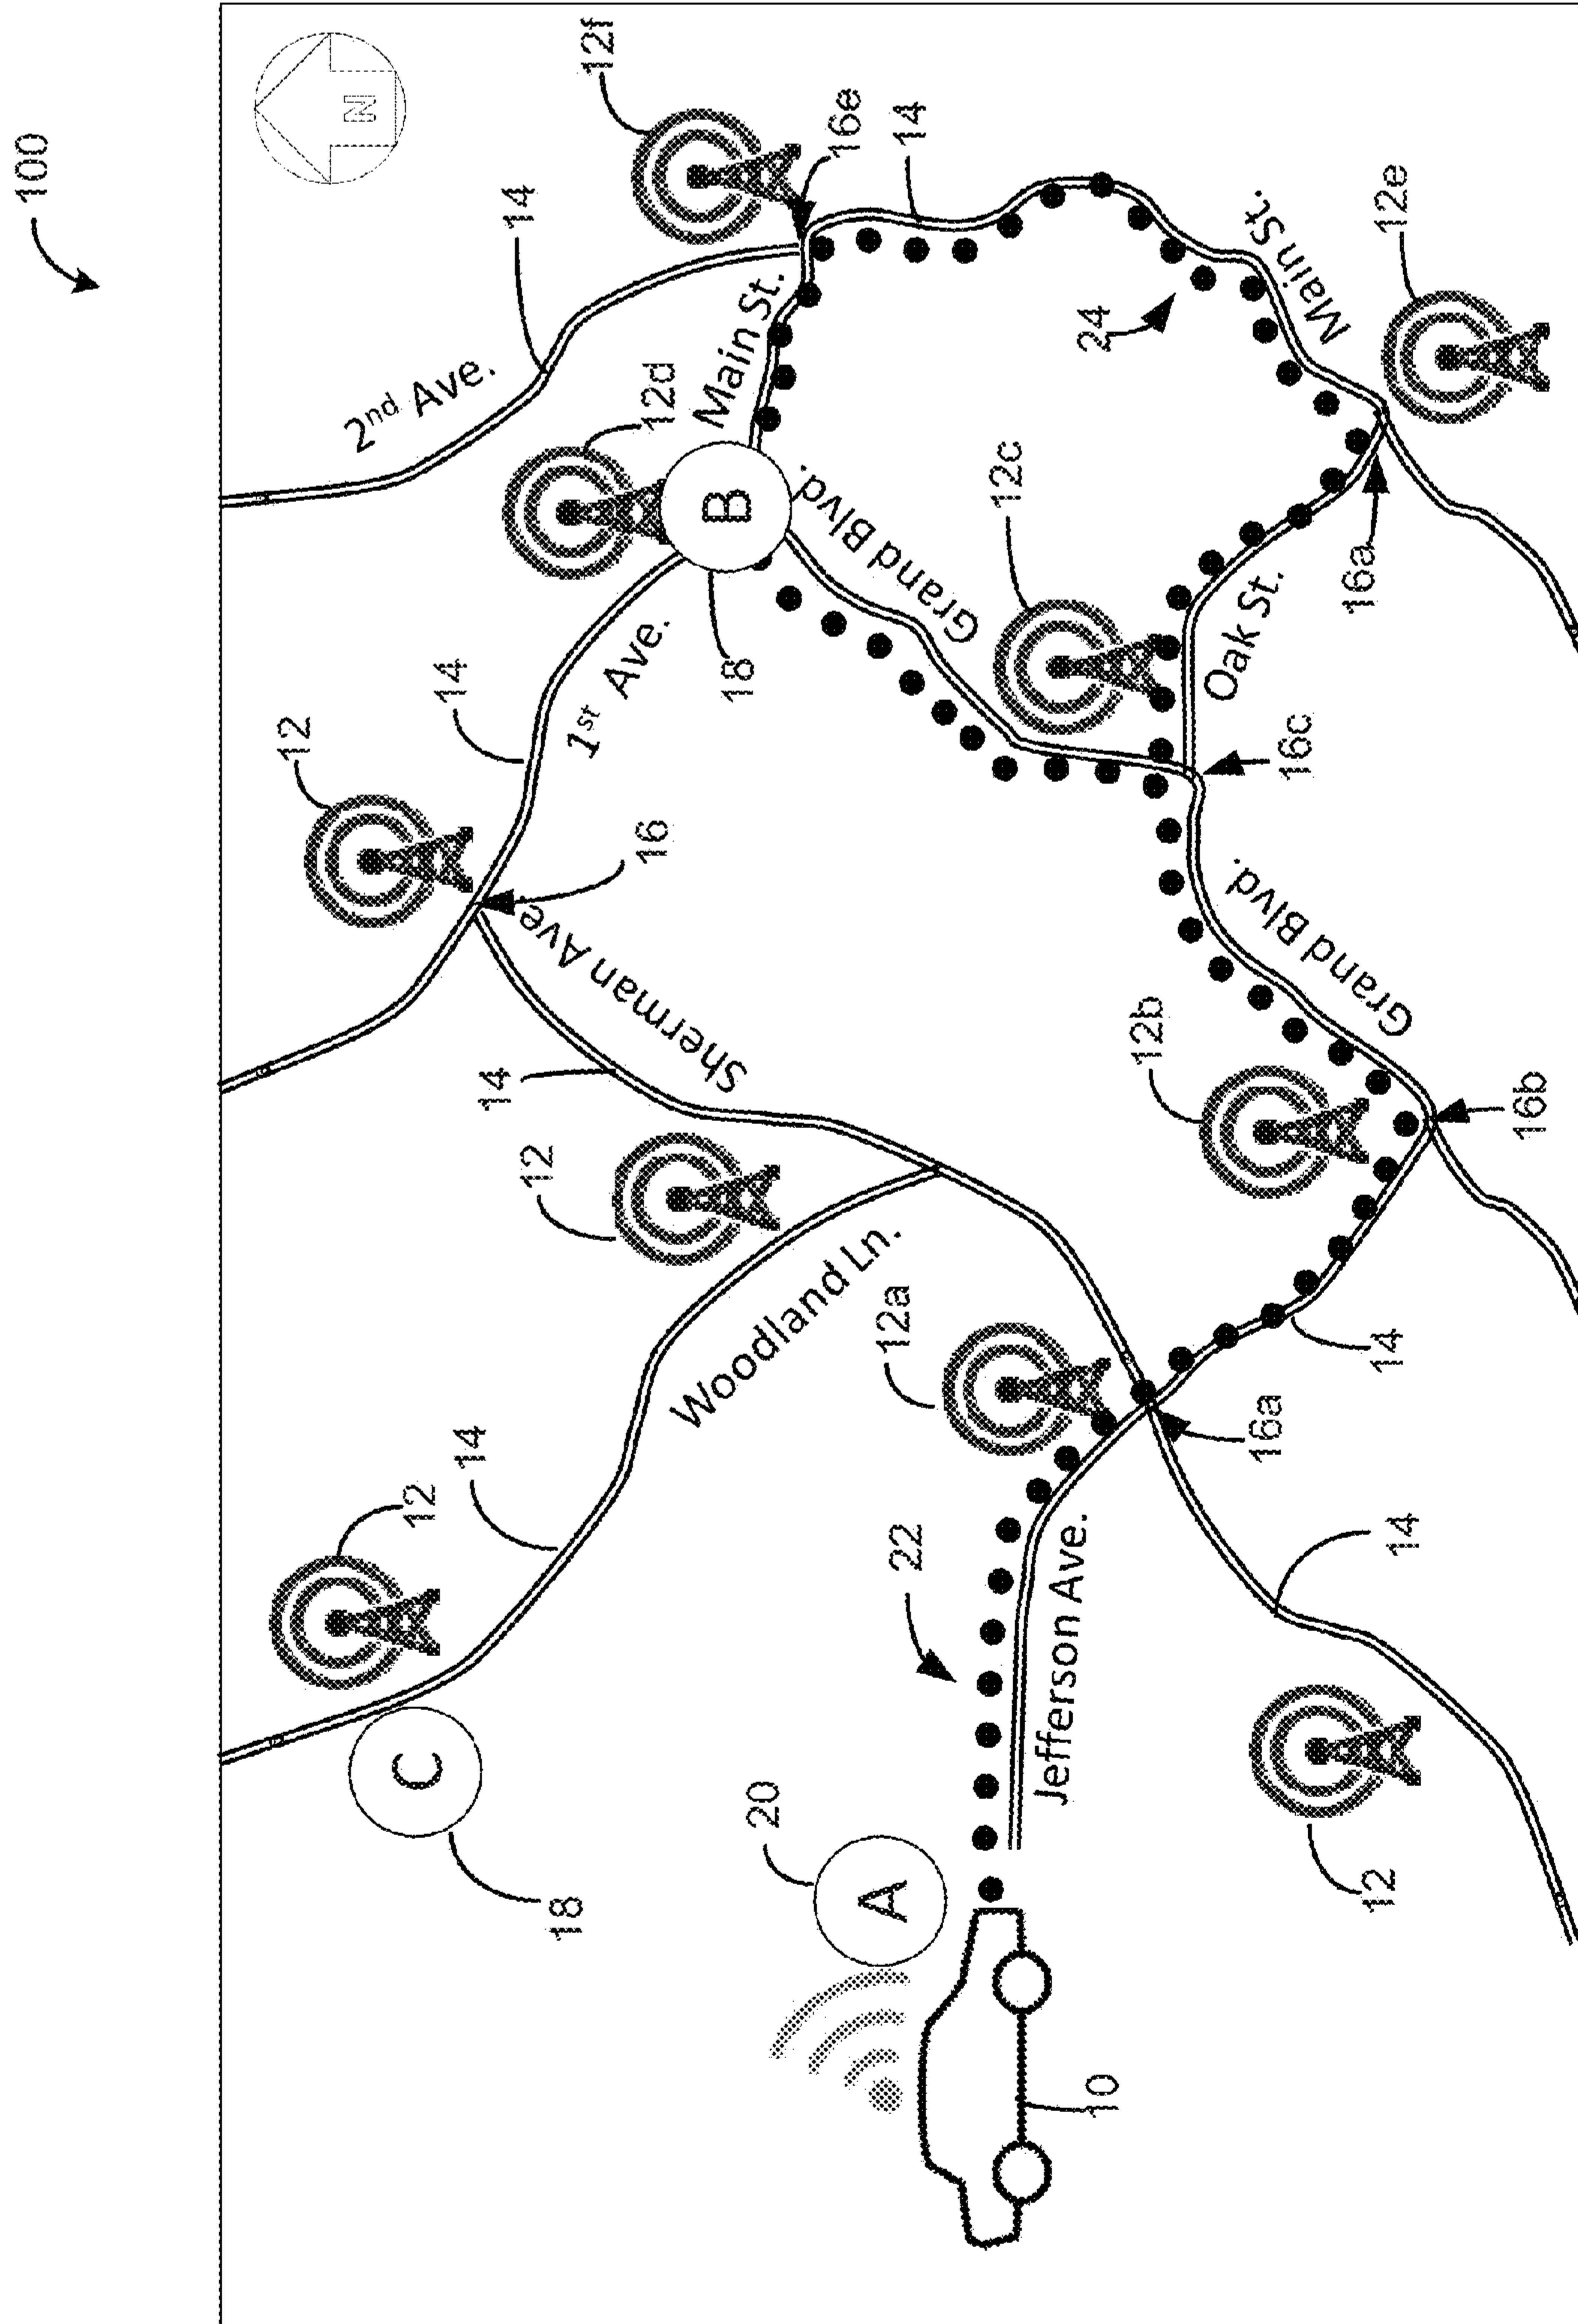 100
12
N
2nd Ave.
12
C
14
14
14
14
12
18
12f
1st Ave.
Sherman Ave.
16
12d
B
18
Main St.
20
Woodland Ln.
16e
A
12a
22
Grand Blvd.
14
12c
Jefferson Ave.
24
10
12b
Oak St.
16a
16c
Main St.
Grand Blvd.
16a
12
14
12e
14
16b